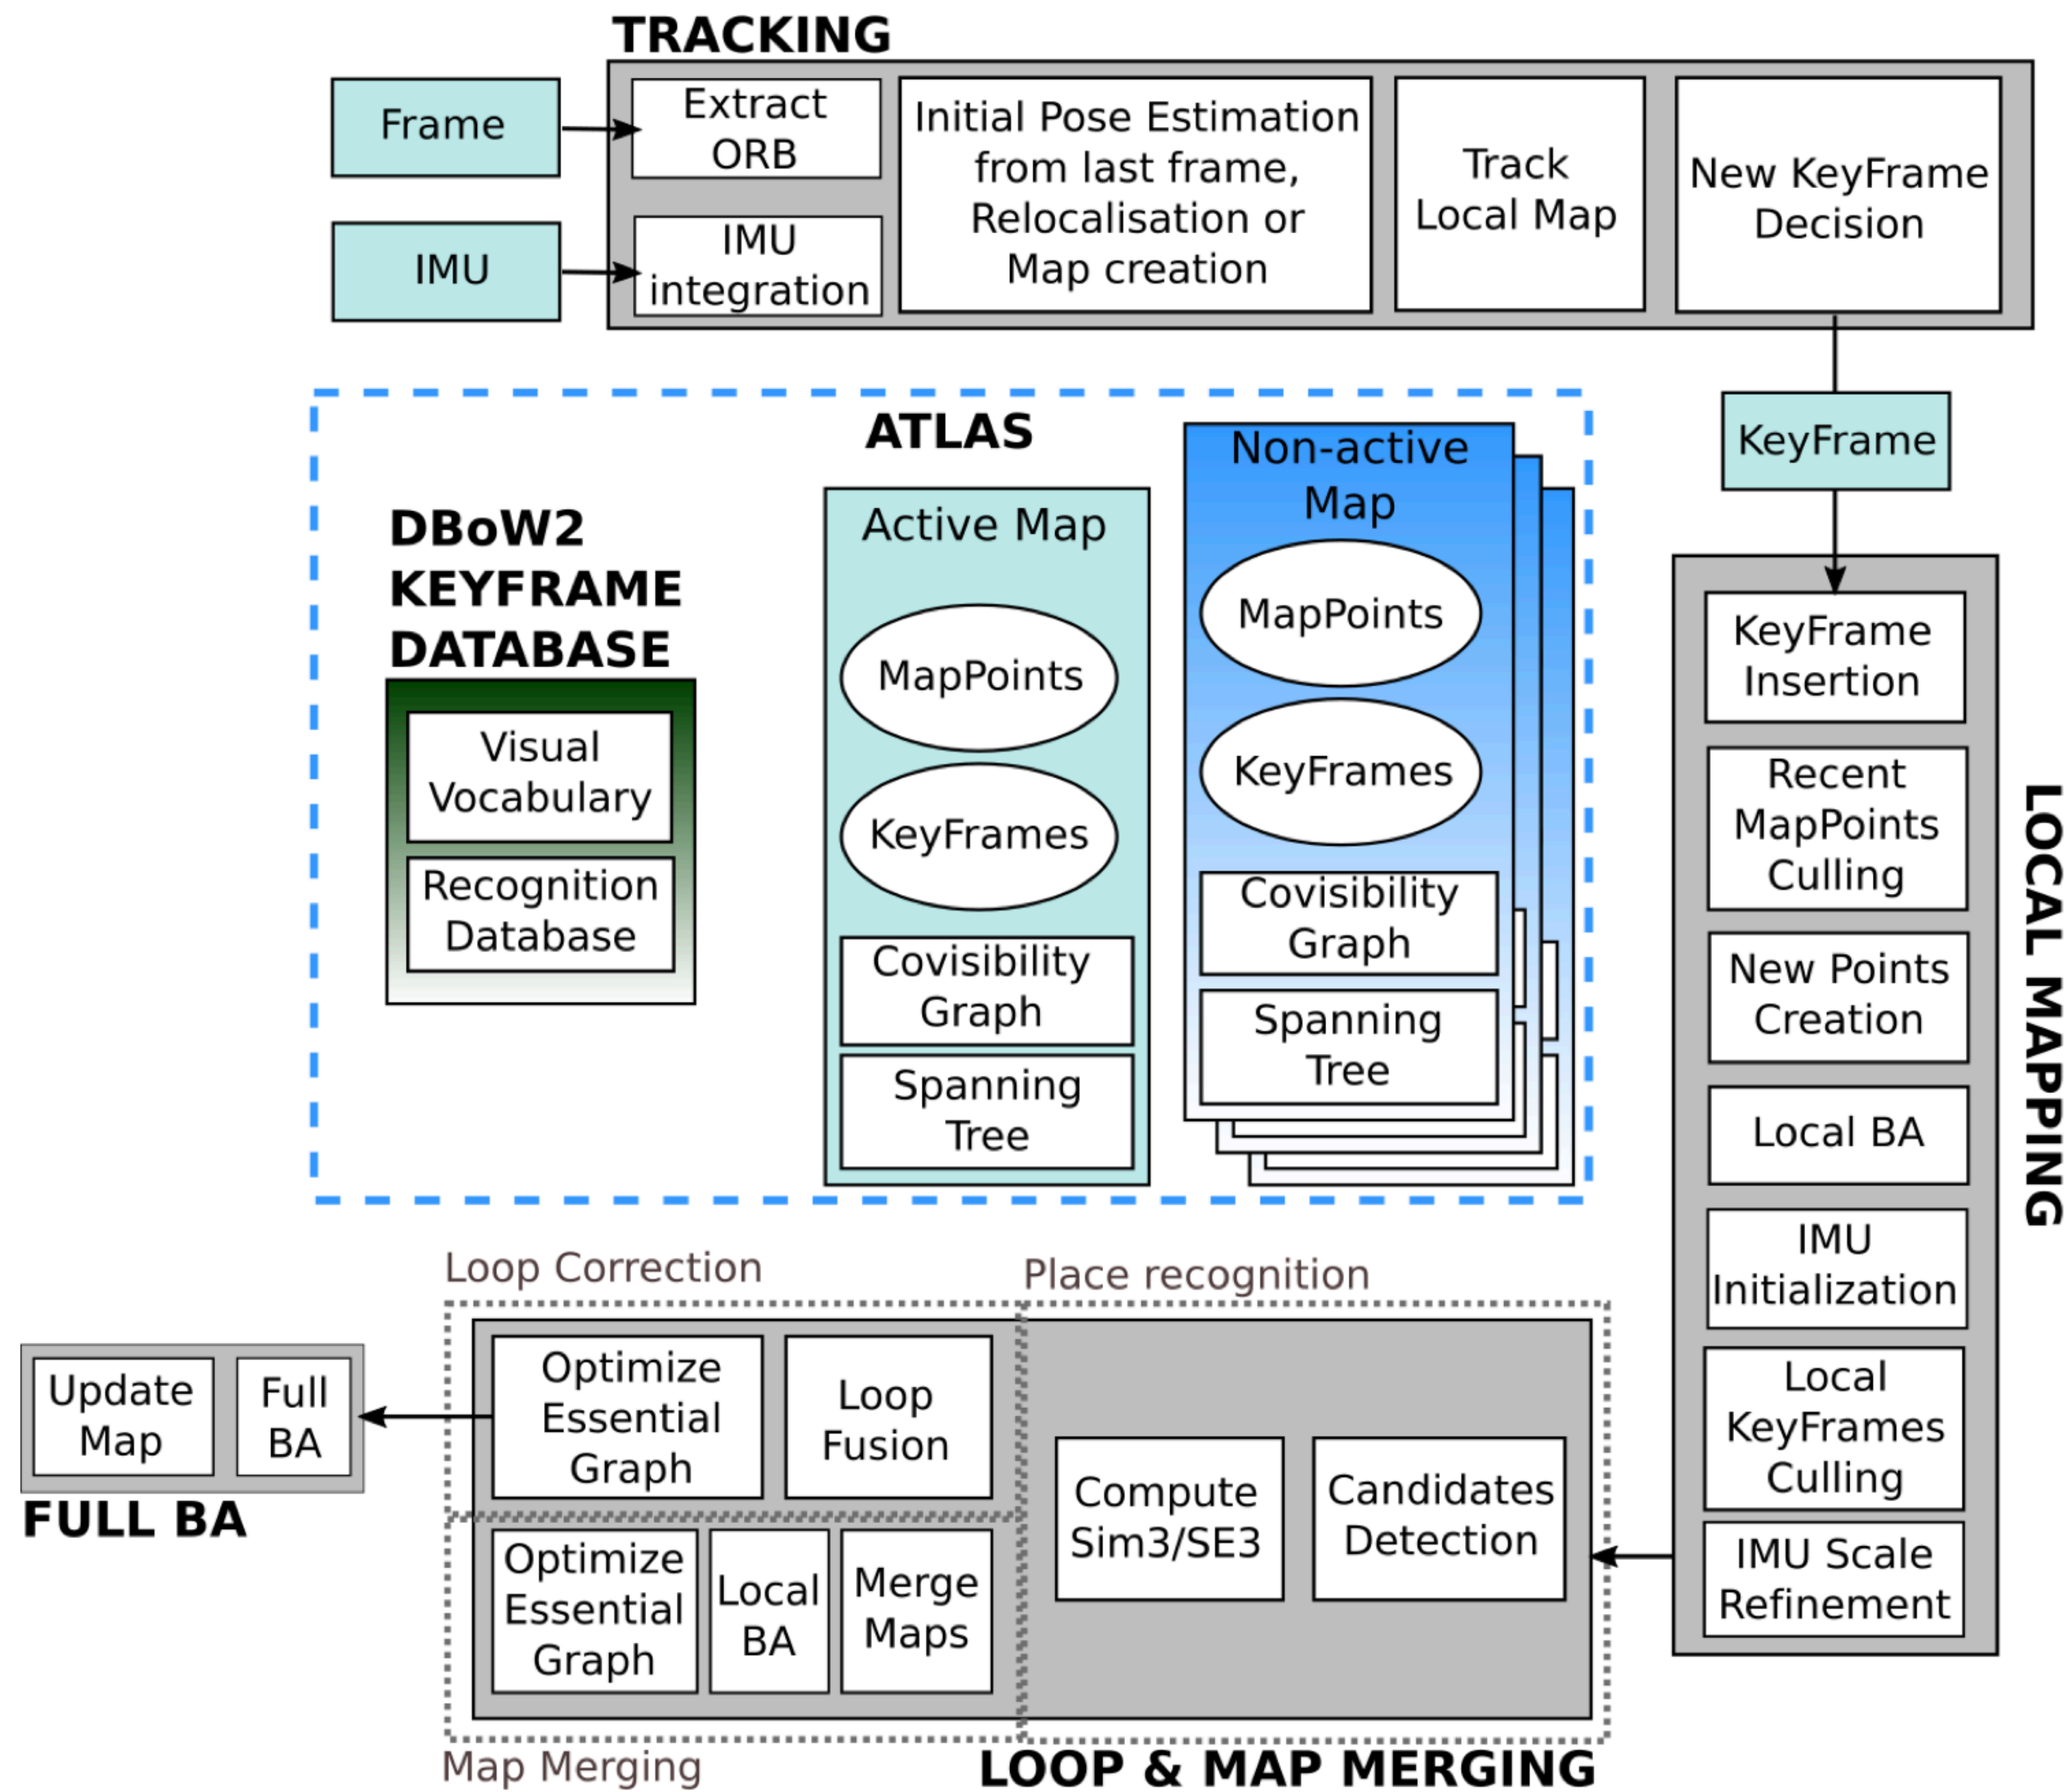 TRACKING
Frame
Extract
ORB
IMU
IMU
integration
Initial Pose Estimation
from last frame,
Relocalisation or
Map creation
Track
Local Map
New KeyFrame
Decision
KeyFrame
ATLAS
DBoW2
KEYFRAME
DATABASE
Visual
Vocabulary
Recognition
Database
Active Map
MapPoints
KeyFrames
Covisibility
Graph
Spanning
Tree
Non-active
Map
MapPoints
KeyFrames
Covisibility
Graph
Spanning
Tree
LOCAL MAPPING
KeyFrame
Insertion
Recent
MapPoints
Culling
New Points
Creation
Local BA
IMU
Initialization
Local
KeyFrames
Culling
IMU Scale
Refinement
Loop Correction
Place recognition
Optimize
Essential
Graph
Loop
Fusion
Compute
Sim3/SE3
Candidates
Detection
Optimize
Essential
Graph
Local
BA
Merge
Maps
Map Merging
LOOP & MAP MERGING
Update
Map
Full
BA
FULL BA